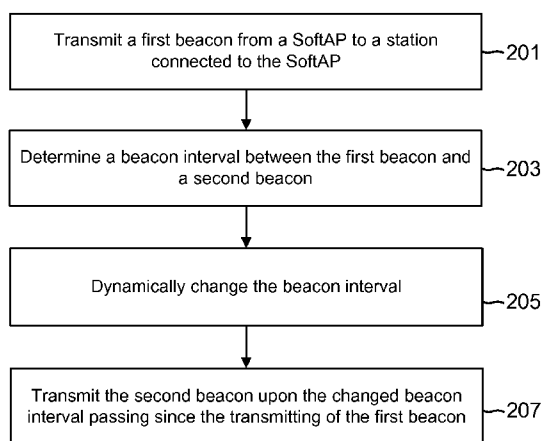 Transmit a first beacon from a SoftAP to a station
connected to the SoftAP
201
Determine a beacon interval between the first beacon and
a second beacon
203
Dynamically change the beacon interval
205
Transmit the second beacon upon the changed beacon
interval passing since the transmitting of the first beacon
207